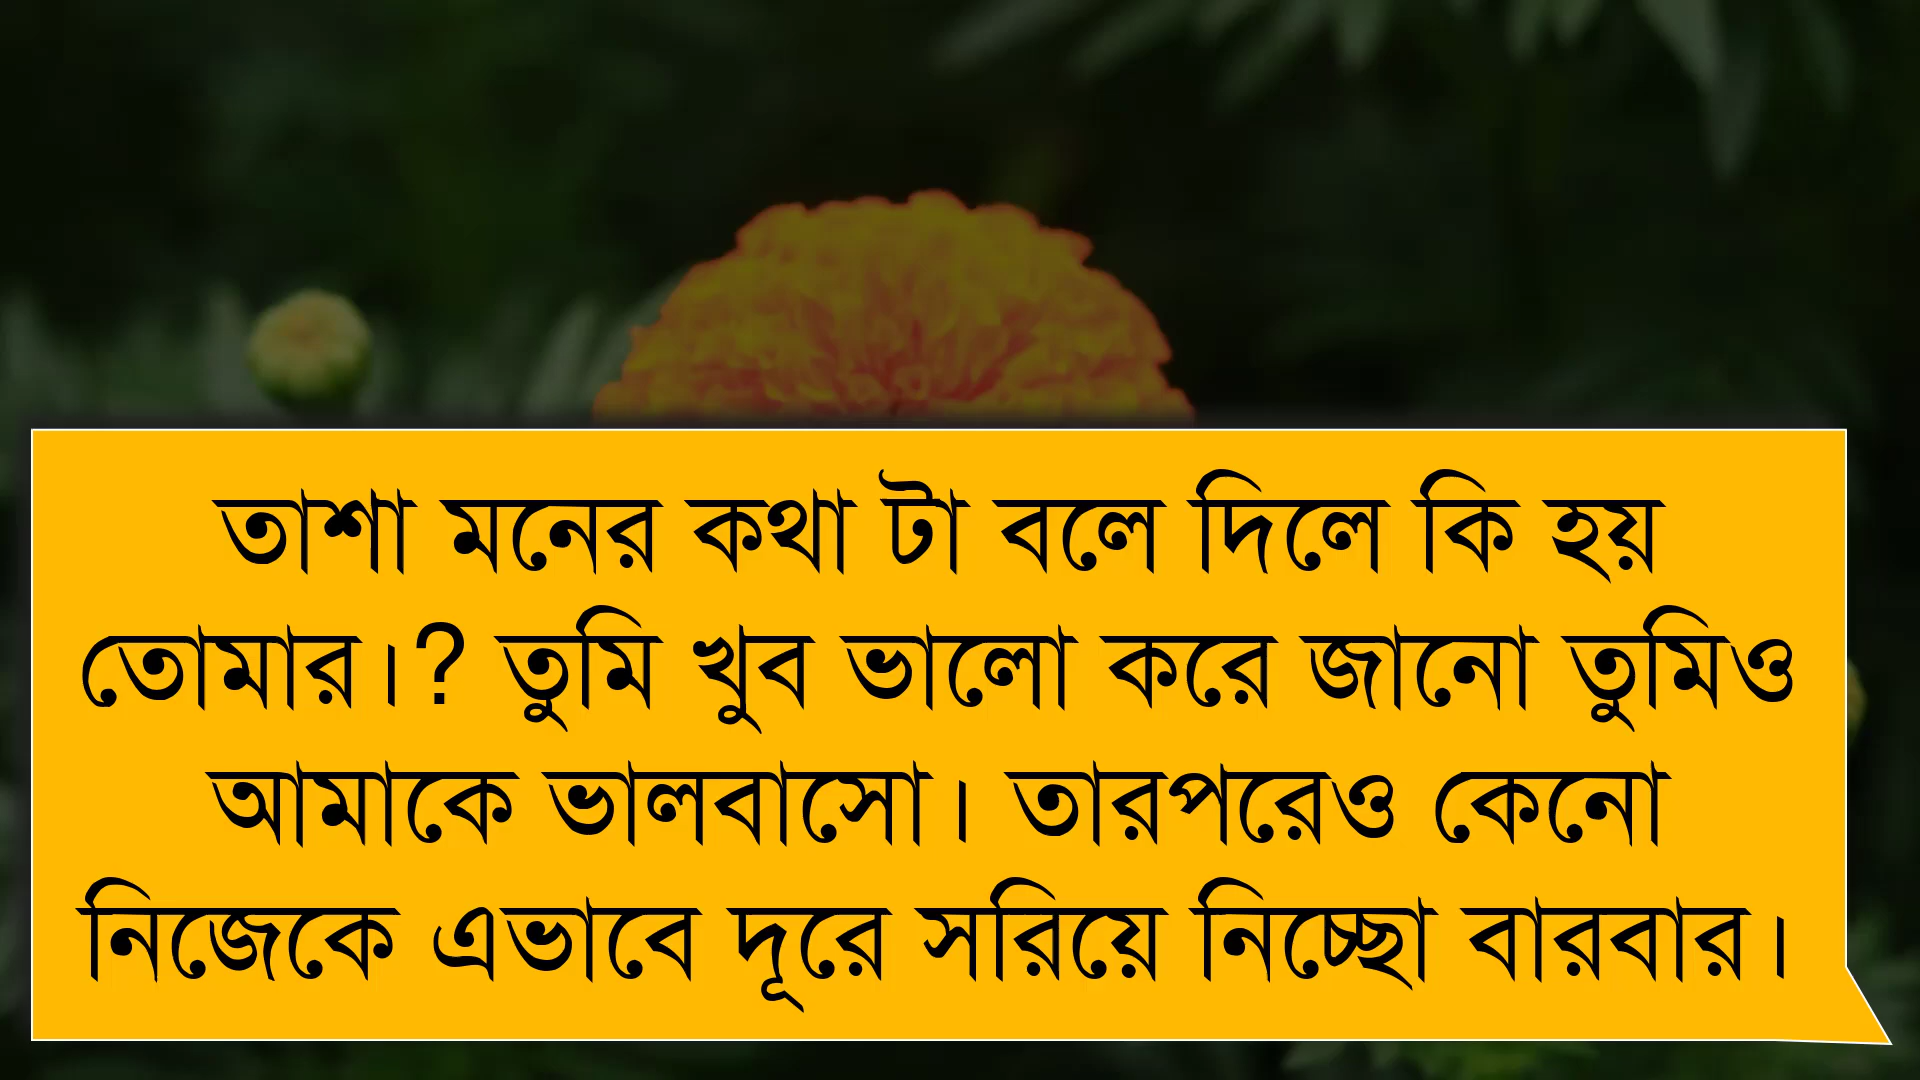 তাশা মনের কথা টা বলে দিলে কি হয়
তোমার।? তুমি খুব ভালো করে জানো তুমিও
আমাকে ভালবাসো। তারপরেও কেনো
নিজেকে এভাবে দূরে সরিয়ে নিচ্ছো বারবার।